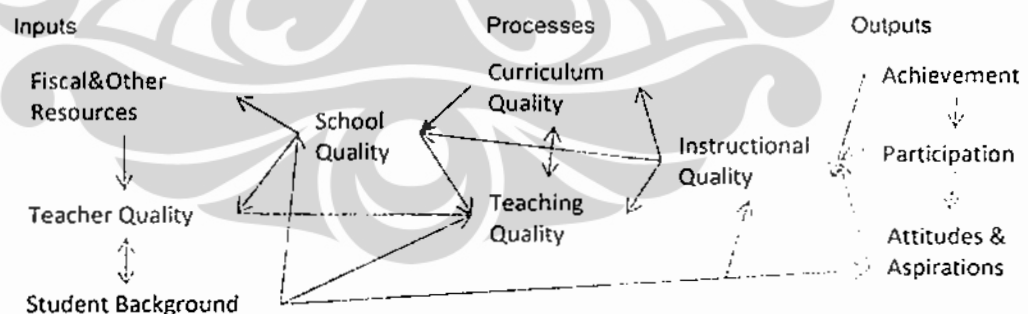 Inputs
Processes
Outputs
Fiscal&Other
Resources
School
Quality
Curriculum
Quality
Instructional
Quality
Achievement
Participation
Teacher Quality
Teaching
Quality
Attitudes &
Aspirations
Student Background